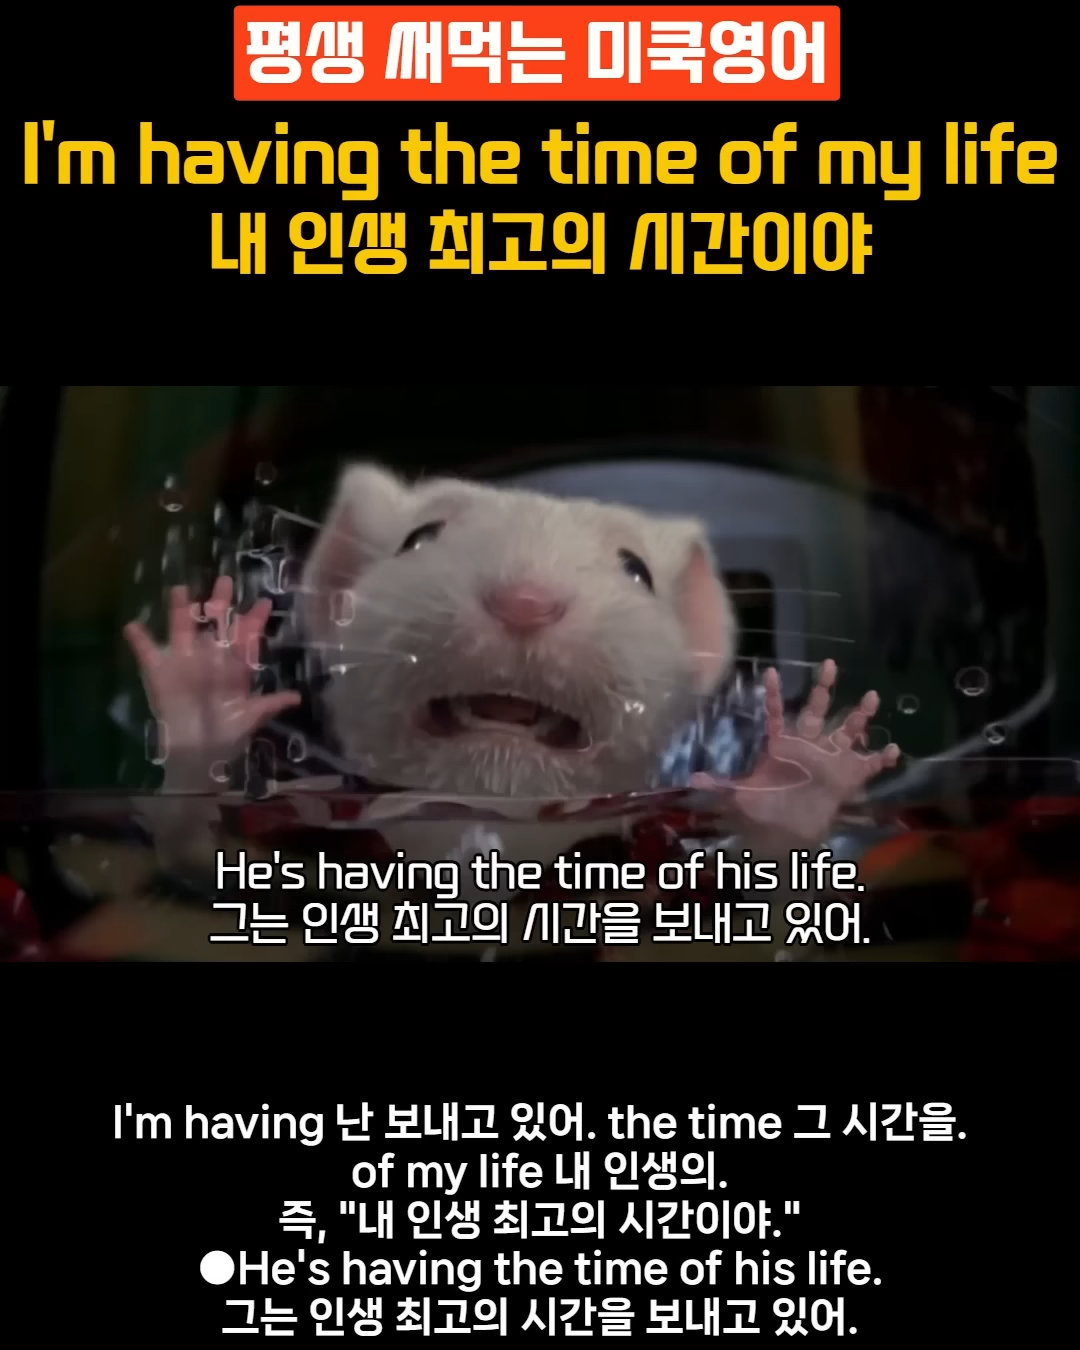 평생 써먹는 미쿡영어
I'm having the time of my life
내 인생 최고의 시간이야
He's having the time of his life.
그는 인생 최고의 시간을 보내고 있어.
I'm having 난 보내고 있어. the time 그 시간을.
of my life 내 인생의.
즉, "내 인생 최고의 시간이야."
●He's having the time of his life.
그는 인생 최고의 시간을 보내고 있어.